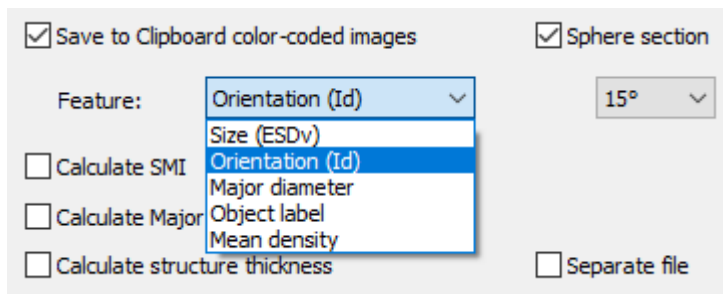 Save to Clipboard color-coded images
Sphere section
Feature:
Orientation (Id)
15°
Size (ESDv)
Orientation (Id)
Major diameter
Object label
Mean density
Calculate SMI
Calculate Major
Calculate structure thickness
Separate file